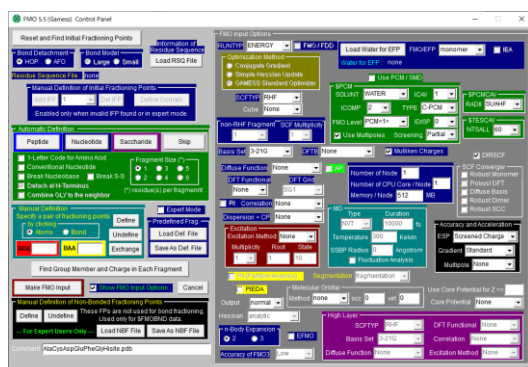 FMO 5.5 (Gamess) Control Panel
Reset and Find Initial Fractioning Points
Information of Residue Sequence
Bond Detachment
HOP AFO
Bond Model
Large Small
Load RSQ File
Residue Sequence File none
Manual Definition of Initial Fractioning Points
Add IFP 1 Del IFP Define Domain
Enabled only when invalid IFP found or in expert mode.
Automatic Definition
Peptide Nucleotide Saccharide Skip
1-Letter Code for Amino Acid
Conventional Nucleotide
Break Nucleobase Break S-S
Detach at N-Terminus
Combine GLY to the neighbor
Fragment Size (*)
1 3 5
2 4 6
(*) residue(s) per fragment
Manual Definition
Specify a pair of fractioning points by clicking
Atoms Bonds
BDA BAA
Define
Undefine
Exchange
Expert Mode
Predefined Frag.
Load Def. File
Save As Def. File
Find Group Member and Charge in Each Fragment
Make FMO Input Show FMO Input Options Cancel
Manual Definition of Non-Bonded Fractioning Points
Define Undefine
These FPs are not used for bond fractioning. Used only for $FMOBND data.
... For Expert Users Only ... Load NBF File Save As NBF File
Comment AlaCysAspGluPheGlyHisIle.pdb
FMO Input Options
RUNTYP ENERGY FMO / FDD
Load Water for EFP FMO/EFP monomer IEA
Water for EFP: none
Optimization Method
Conjugate Gradient
Simple Hessian Update
GAMESS Standard Optimizer
SCFTYP RHF
Cube None
Use PCM / SMD
$PCM
SOLVNT WATER ICAV 1
ICOMP 2 TYPE C-PCM
FMO Level PCM<1> IDISP 0
Use Multipoles Screening Partial
$PCMCAV
RADII SUAHF
$TESCAV
NTSALL 60
non-RHF Fragment SCF Multiplicity
1 1
Basis Set 3-21G DFTB None
Mulliken Charges
DIRSCF
Diffuse Function None
DFT Functional DFT Grid
None SG1
RI Correlation None
Dispersion + CP None
Number of Node 1
Number of CPU Core / Node 1
Memory / Node 512 MB
SCF Converger
Robust Monomer
Robust DFT
Diffuse Basis
Robust Dimer
Robust SCC
Excitation
Excitation Method None
Multiplicity Root State
1 1 10
MD
Type Duration
NVT 10000 fs
Temperature 300 Kelvin
SSBP Radius 0 Angstrom
Fluctuation Analysis
Accuracy and Acceleration
ESP Screened Charge
Gradient Standard
Multipole None
PIEDA
Segmentation fragmentation
Output normal
Molecular Orbital
Method none occ 0 virt 0
Use Core Potential for Z >=
Core Potential None
Hessian analytic
n-Body Expansion
2 3
EFMO
Accuracy of FMO3 Low
High Layer
SCFTYP RHF DFT Functional None
Basis Set 3-21G Correlation None
Diffuse Function None Excitation Method None